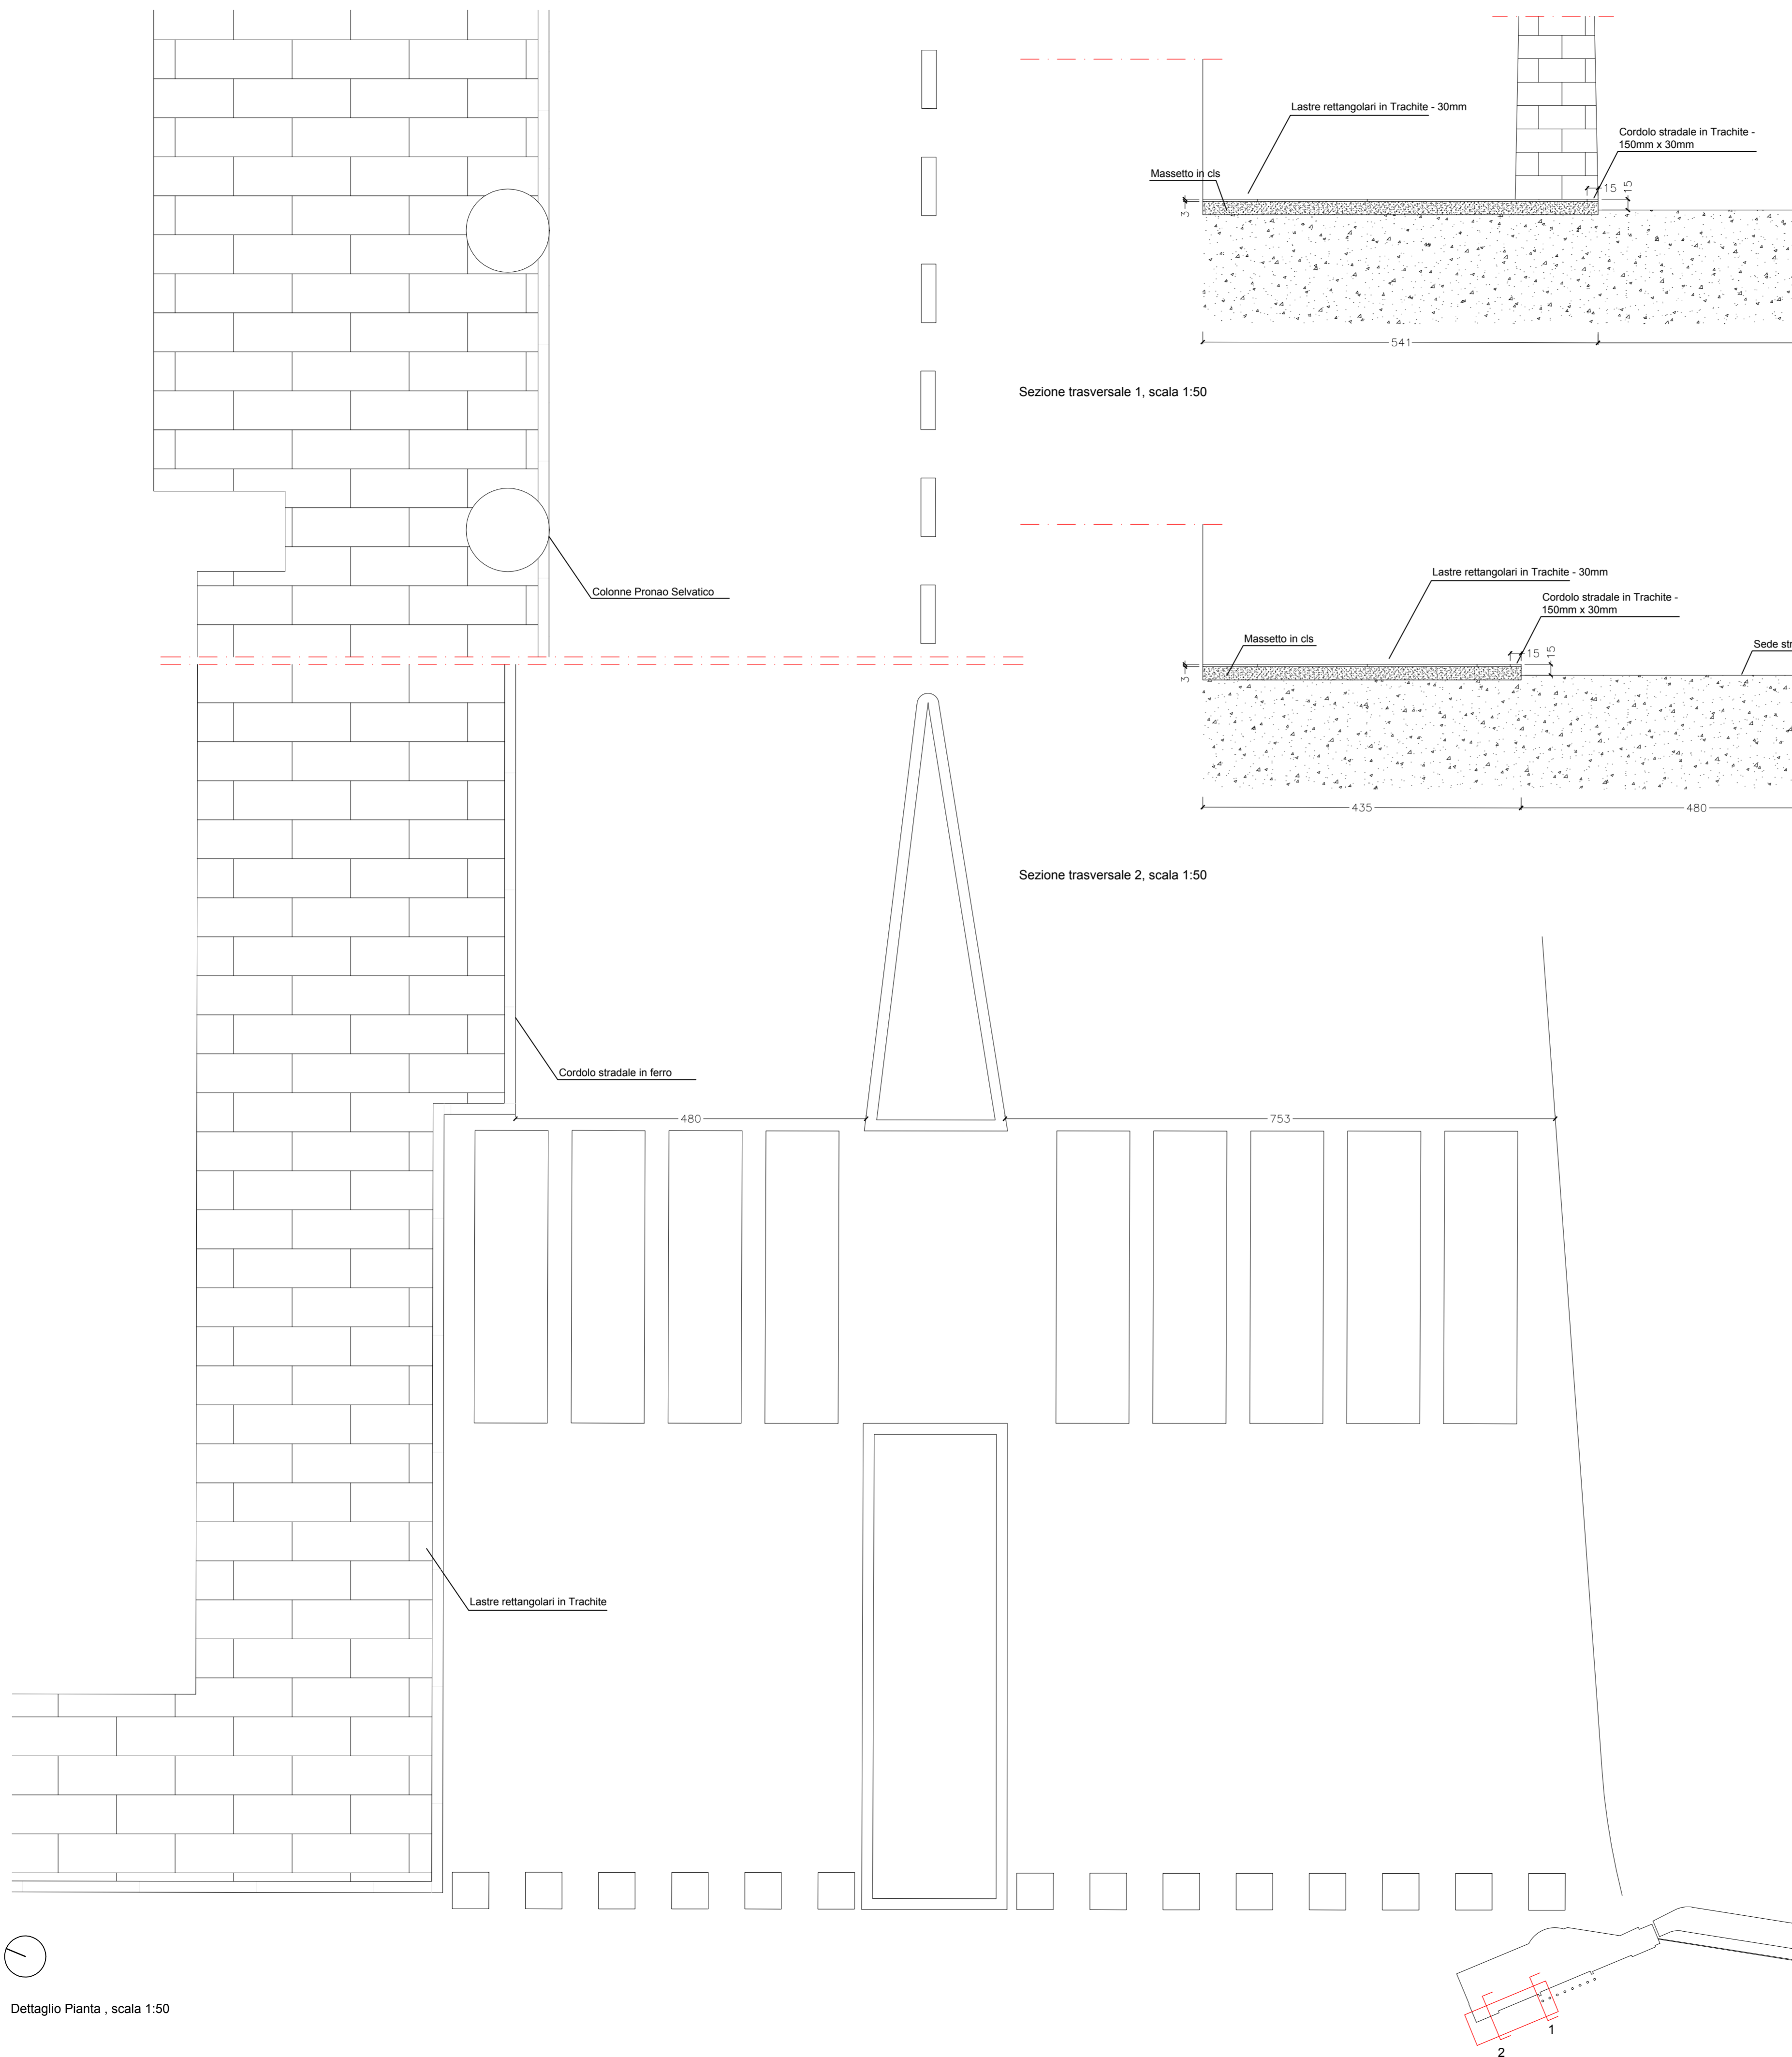 Lastre rettangolari in Trachite - 30mm
Cordolo stradale in Trachite -
150mm x 30mm
Massetto in cls
15
15
3
541
Sezione trasversale 1, scala 1:50
Colonne Pronao Selvatico
Lastre rettangolari in Trachite - 30mm
Cordolo stradale in Trachite -
150mm x 30mm
Massetto in cls
Sede
15
15
3
435
480
Sezione trasversale 2, scala 1:50
Cordolo stradale in ferro
480
753
Lastre rettangolari in Trachite
Dettaglio Pianta , scala 1:50
1
2